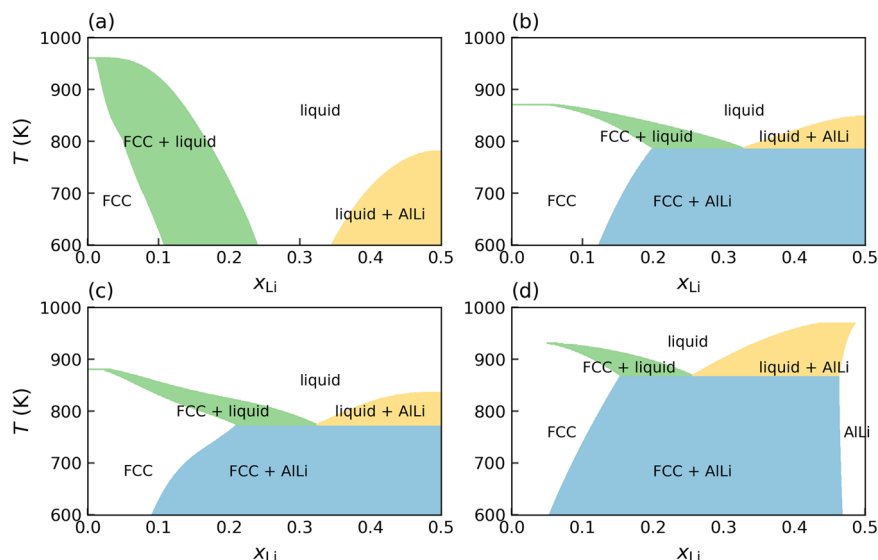 (a)
1000
900
800
700
600
T (K)
liquid
FCC + liquid
FCC
liquid + AlLi
0.0 0.1 0.2 0.3 0.4 0.5
xLi
(b)
1000
900
800
700
600
liquid
FCC + liquid
liquid + AlLi
FCC
FCC + AlLi
0.0 0.1 0.2 0.3 0.4 0.5
xLi
(c)
1000
900
800
700
600
T (K)
liquid
FCC + liquid
liquid + AlLi
FCC
FCC + AlLi
0.0 0.1 0.2 0.3 0.4 0.5
xLi
(d)
1000
900
800
700
600
liquid
FCC + liquid
liquid + AlLi
FCC
AlLi
FCC + AlLi
0.0 0.1 0.2 0.3 0.4 0.5
xLi